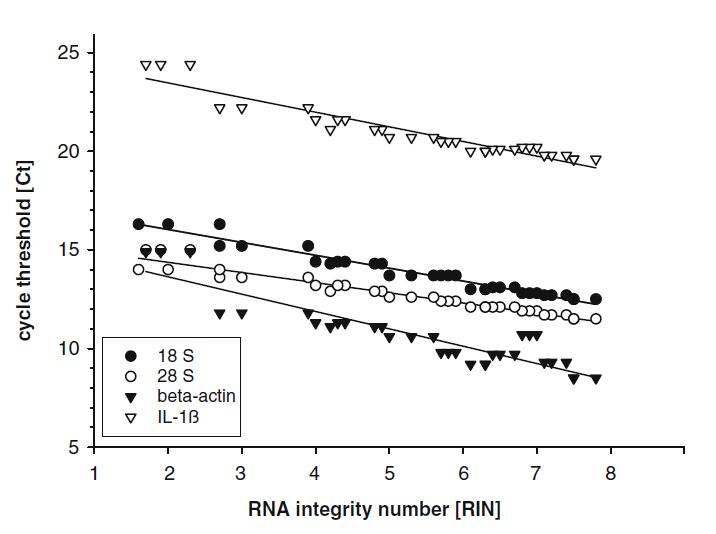 25
20
15
10
5
cycle threshold [Ct]
18 S
28 S
beta-actin
IL-1ß
1 2 3 4 5 6 7 8
RNA integrity number [RIN]